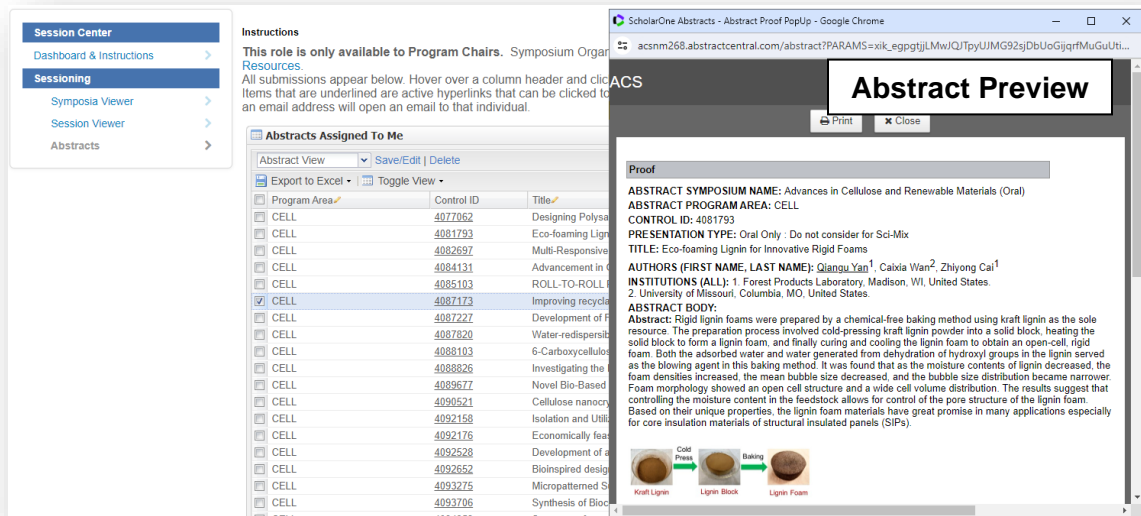 Session Center
Dashboard & Instructions
Sessioning
Symposia Viewer
Session Viewer
Abstracts
Instructions
This role is only available to Program Chairs. Symposium Organ
Resources.
All submissions appear below. Hover over a column header and clic
Items that are underlined are active hyperlinks that can be clicked to
an email address will open an email to that individual.
Abstracts Assigned To Me
Abstract View Save/Edit | Delete
Export to Excel Toggle View
Program Area Control ID Title
CELL 4077062 Designing Polysa
CELL 4081793 Eco-foaming Lign
CELL 4082697 Multi-Responsive
CELL 4084131 Advancement in C
CELL 4085103 ROLL-TO-ROLL F
CELL 4087173 Improving recycla
CELL 4087227 Development of F
CELL 4087820 Water-redispersib
CELL 4088103 6-Carboxycellulos
CELL 4088826 Investigating the
CELL 4089677 Novel Bio-Based
CELL 4090521 Cellulose nanocry
CELL 4092158 Isolation and Utili
CELL 4092176 Economically feas
CELL 4092528 Development of a
CELL 4092652 Bioinspired desig
CELL 4093275 Micropatterned S
CELL 4093706 Synthesis of Bioc
ScholarOne Abstracts - Abstract Proof PopUp - Google Chrome
ACS
Abstract Preview
Print Close
Proof
ABSTRACT SYMPOSIUM NAME: Advances in Cellulose and Renewable Materials (Oral)
ABSTRACT PROGRAM AREA: CELL
CONTROL ID: 4081793
PRESENTATION TYPE: Oral Only : Do not consider for Sci-Mix
TITLE: Eco-foaming Lignin for Innovative Rigid Foams
AUTHORS (FIRST NAME, LAST NAME): Qiangu Yan1, Caixia Wan2, Zhiyong Cai1
INSTITUTIONS (ALL): 1. Forest Products Laboratory, Madison, WI, United States.
2. University of Missouri, Columbia, MO, United States.
ABSTRACT BODY:
Abstract: Rigid lignin foams were prepared by a chemical-free baking method using kraft lignin as the sole
resource. The preparation process involved cold-pressing kraft lignin powder into a solid block, heating the
solid block to form a lignin foam, and finally curing and cooling the lignin foam to obtain an open-cell, rigid
foam. Both the adsorbed water and water generated from dehydration of hydroxyl groups in the lignin served
as the blowing agent in this baking method. It was found that as the moisture contents of lignin decreased, the
foam densities increased, the mean bubble size decreased, and the bubble size distribution became narrower.
Foam morphology showed an open cell structure and a wide cell volume distribution. The results suggest that
controlling the moisture content in the feedstock allows for control of the pore structure of the lignin foam.
Based on their unique properties, the lignin foam materials have great promise in many applications especially
for core insulation materials of structural insulated panels (SIPs).
Cold
Press
Baking
Kraft Lignin Lignin Block Lignin Foam